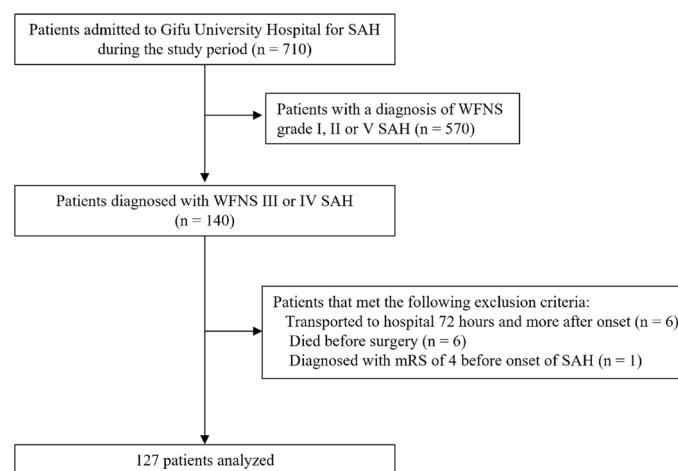 Patients admitted to Gifu University Hospital for SAH
during the study period (n = 710)
Patients with a diagnosis of WFNS
grade I, II or V SAH (n = 570)
Patients diagnosed with WFNS III or IV SAH
(n = 140)
Patients that met the following exclusion criteria:
Transported to hospital 72 hours and more after onset (n = 6)
Died before surgery (n = 6)
Diagnosed with mRS of 4 before onset of SAH (n = 1)
127 patients analyzed